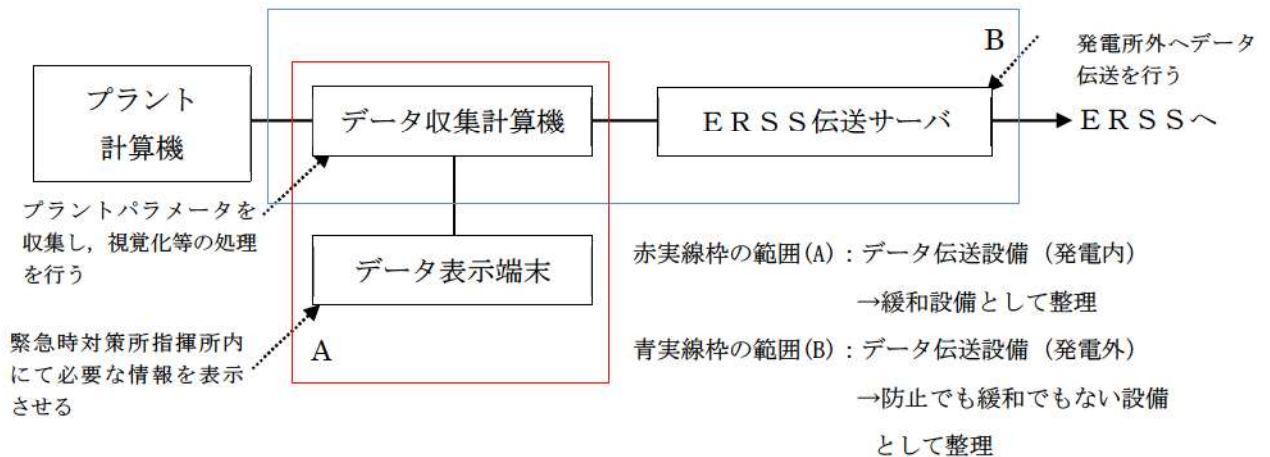 プラント
計算機
データ収集計算機
ＥＲＳＳ伝送サーバ
B
発電所外へデータ
伝送を行う
ＥＲＳＳへ
プラントパラメータを
収集し，視覚化等の処理
を行う
データ表示端末
緊急時対策所指揮所内
にて必要な情報を表示
させる
A
赤実線枠の範囲(A)：データ伝送設備（発電内）
→緩和設備として整理
青実線枠の範囲(B)：データ伝送設備（発電外）
→防止でも緩和でもない設備
として整理